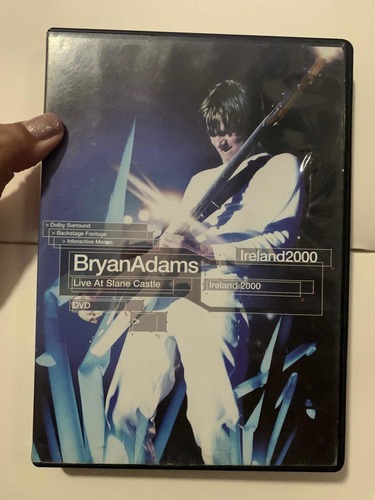 > Dolby Surround
> Backstage Footage
> Interactive Menus
BryanAdams
Ireland2000
Live At Slane Castle
Ireland 2000
DVD